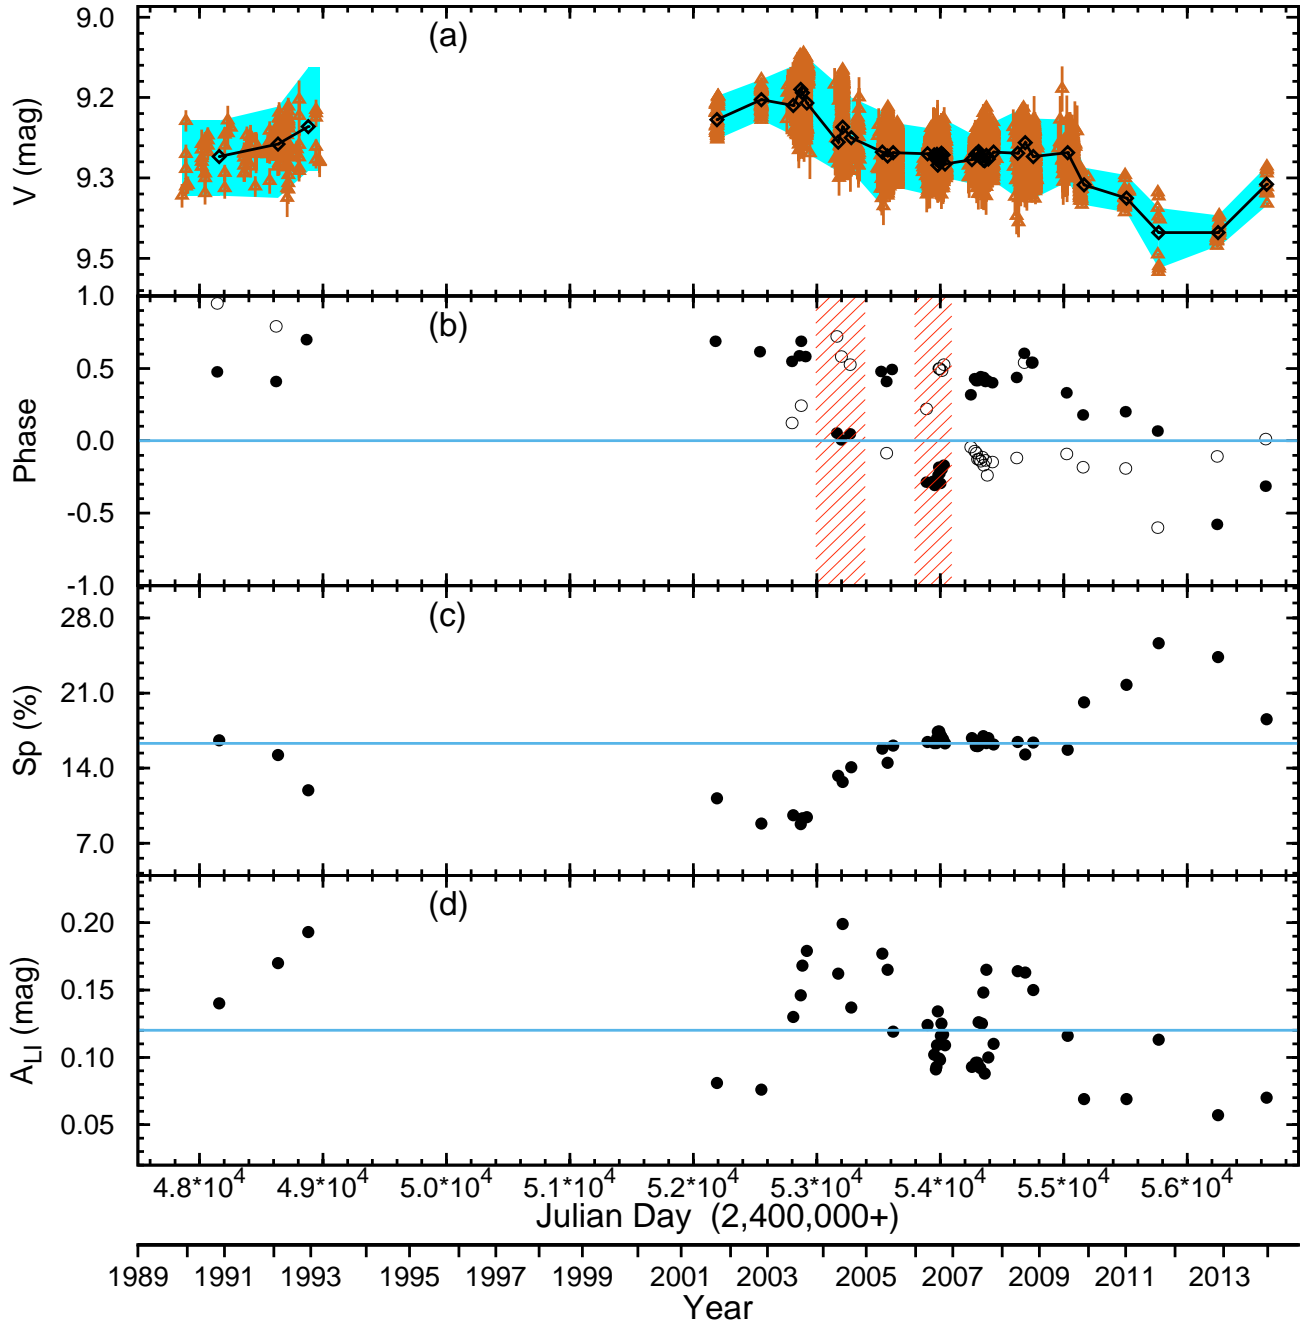 (a)
V (mag)
9.0
9.2
9.3
9.5
(b)
Phase
1.0
0.5
0.0
-0.5
-1.0
(c)
Sp (%)
28.0
21.0
14.0
7.0
(d)
A_LI (mag)
0.20
0.15
0.10
0.05
4.8*10^4 4.9*10^4 5.0*10^4 5.1*10^4 5.2*10^4 5.3*10^4 5.4*10^4 5.5*10^4 5.6*10^4
Julian Day (2,400,000+)
1989 1991 1993 1995 1997 1999 2001 2003 2005 2007 2009 2011 2013
Year